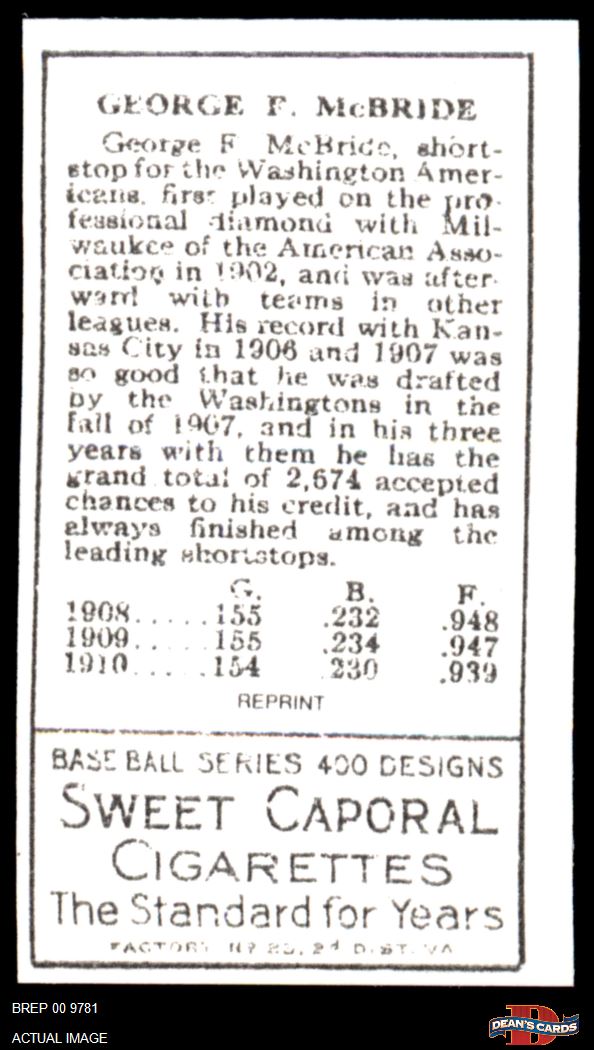 GEORGE F. McBRIDE
George F McBride, short-
stop for the Washington Amer-
icans, first played on the pro-
fessional diamond with Mil-
waukee of the American Asso-
ciation in 1902, and was after-
ward with teams in other
leagues. His record with Kan-
sas City in 1906 and 1907 was
so good that he was drafted
by the Washingtons in the
fall of 1907, and in his three
years with them he has the
grand total of 2,674 accepted
chances to his credit, and has
always finished among the
leading shortstops.
G. B. F.
1908.....155 .232 .948
1909.....155 .234 .947
1910.....154 .230 .939
REPRINT
BASE BALL SERIES 400 DESIGNS
SWEET CAPORAL
CIGARETTES
The Standard for Years
FACTORY Nº 25, 2d DIST. VA
BREP 00 9781
ACTUAL IMAGE
D
DEAN'S CARDS